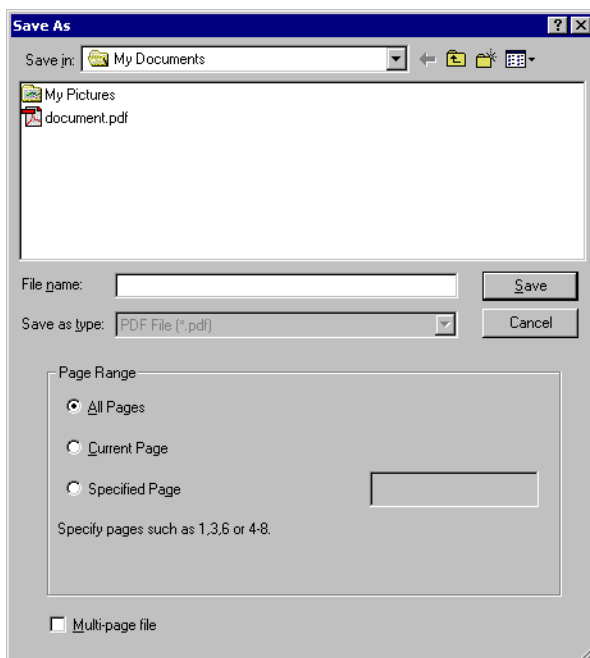 Save As
Save in: My Documents
My Pictures
document.pdf
File name:
Save
Save as type: PDF File (*.pdf)
Cancel
Page Range
All Pages
Current Page
Specified Page
Specify pages such as 1,3,6 or 4-8.
Multi-page file